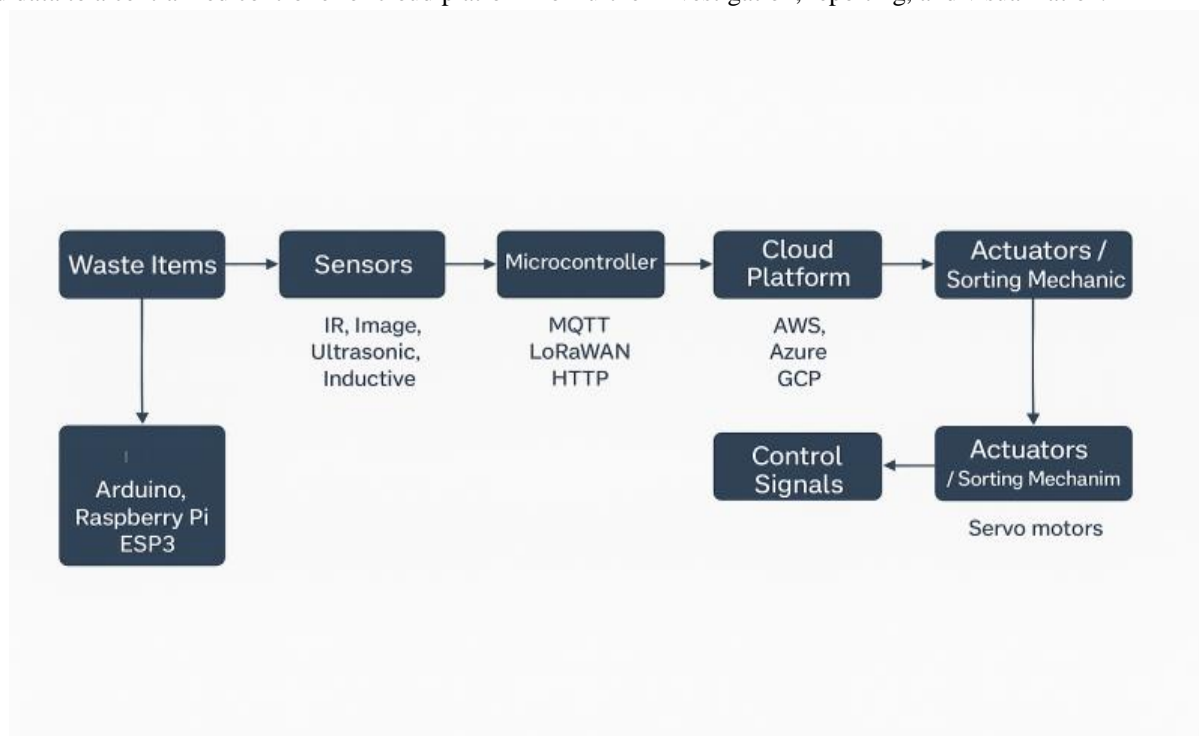 Waste Items
Sensors
Microcontroller
Cloud
Platform
Actuators /
Sorting Mechanic
IR, Image,
Ultrasonic,
Inductive
MQTT
LoRaWAN
HTTP
AWS,
Azure
GCP
Arduino,
Raspberry Pi
ESP3
Control
Signals
Actuators
/ Sorting Mechanim
Servo motors